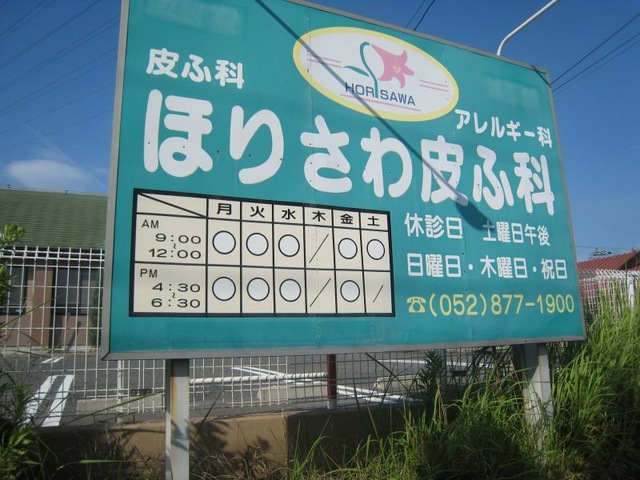 皮ふ科
HORISAWA
アレルギー科
ほりさわ皮ふ科
月 火 水 木 金 土
AM 9:00〜12:00 ○ ○ ○ / ○ ○
PM 4:30〜6:30 ○ ○ ○ / ○ /
休診日 土曜日午後
日曜日・木曜日・祝日
☎(052)877-1900